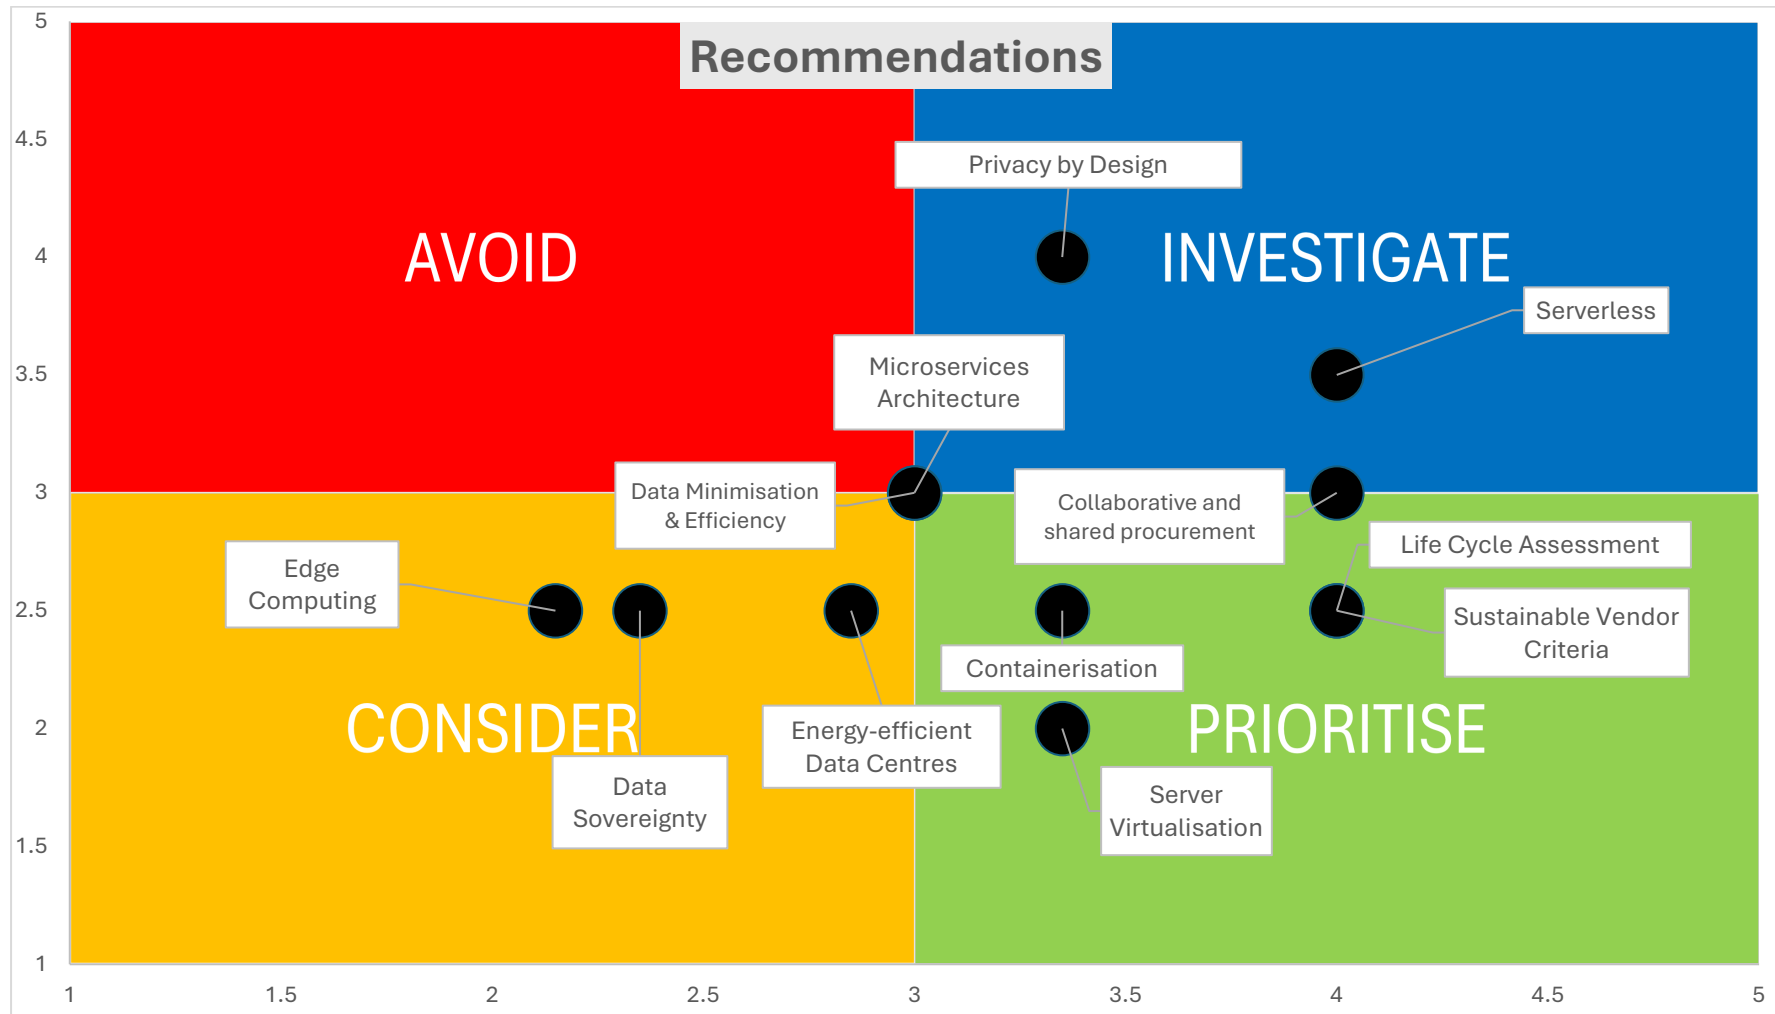 Recommendations
5
4.5
4
3.5
3
2.5
2
1.5
1
AVOID
INVESTIGATE
CONSIDER
PRIORITISE
Privacy by Design
Serverless
Microservices
Architecture
Data Minimisation
& Efficiency
Collaborative and
shared procurement
Life Cycle Assessment
Edge
Computing
Sustainable Vendor
Criteria
Containerisation
Energy-efficient
Data Centres
Data
Sovereignty
Server
Virtualisation
1
1.5
2
2.5
3
3.5
4
4.5
5